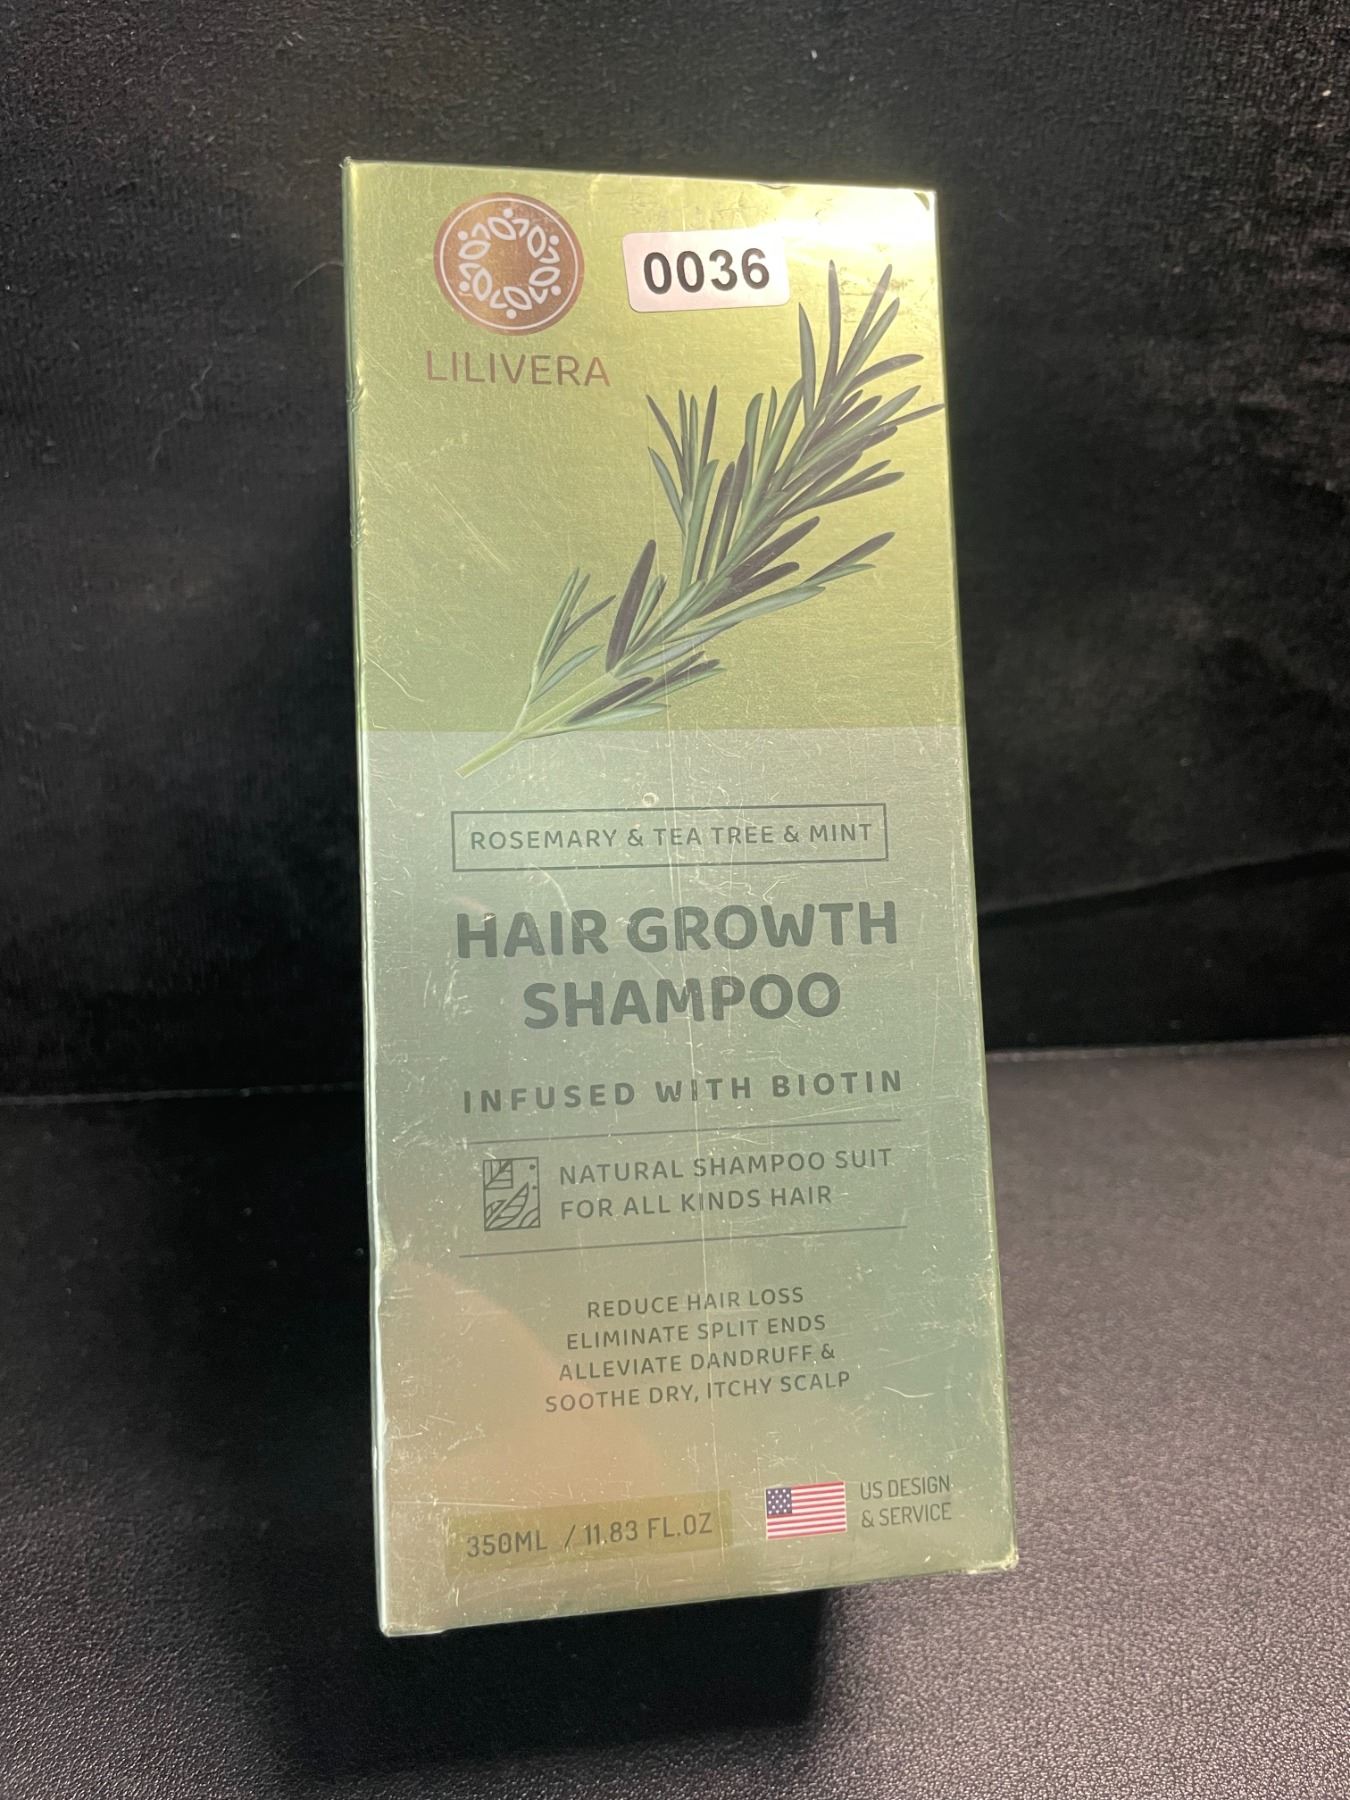 LILIVERA
0036
ROSEMARY & TEA TREE & MINT
HAIR GROWTH
SHAMPOO
INFUSED WITH BIOTIN
NATURAL SHAMPOO SUIT
FOR ALL KINDS HAIR
REDUCE HAIR LOSS
ELIMINATE SPLIT ENDS
ALLEVIATE DANDRUFF &
SOOTHE DRY, ITCHY SCALP
350ML / 11.83 FL.OZ
US DESIGN
& SERVICE